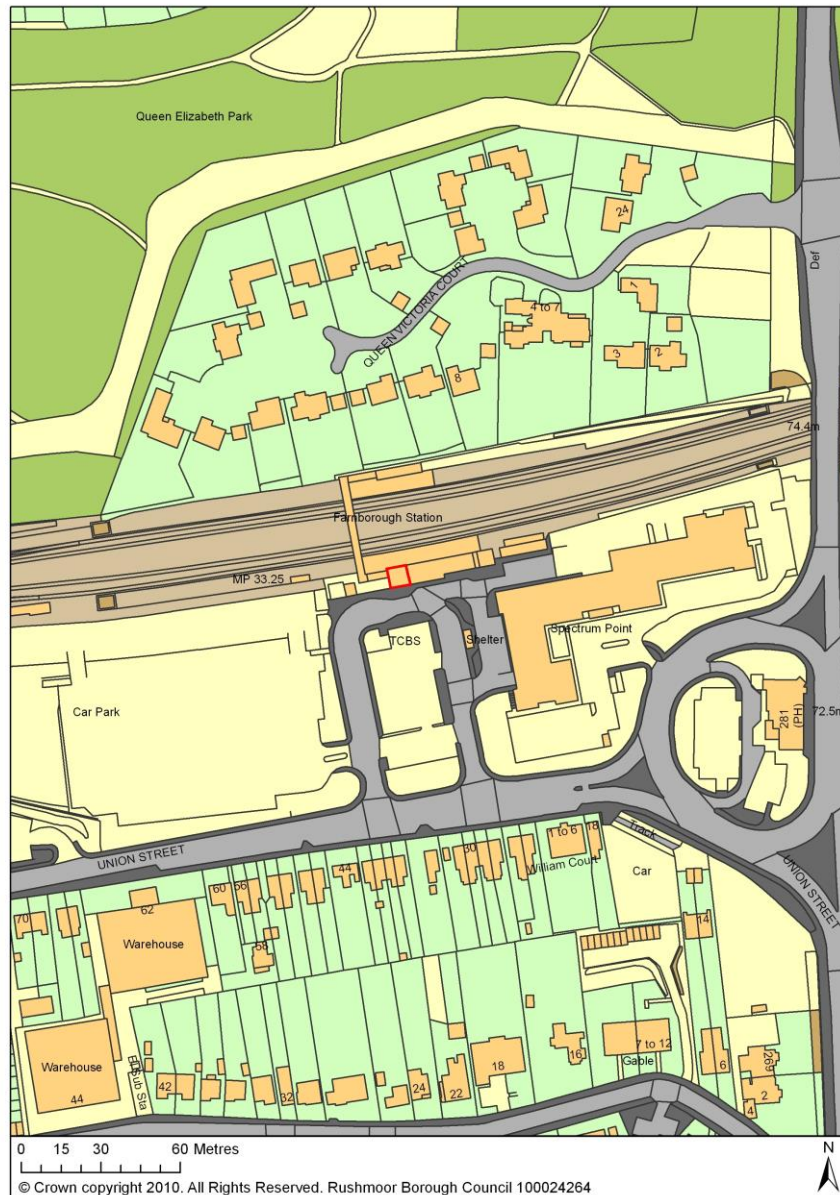 Queen Elizabeth Park
24
Def
QUEEN VICTORIA COURT
1
4 to 7
3
2
8
74.4m
Farnborough Station
MP 33.25
TCBS
Shelter
Spectrum Point
Car Park
281
(PH)
72.5m
UNION STREET
Track
1 to 6
18
30
44
William Court
Car
UNION STREET
60
56
62
70
Warehouse
58
14
Warehouse
44
El Sub Sta
42
32
24
22
18
16
7 to 12
Gable
6
269
2
4
0 15 30 60 Metres
N
© Crown copyright 2010. All Rights Reserved. Rushmoor Borough Council 100024264